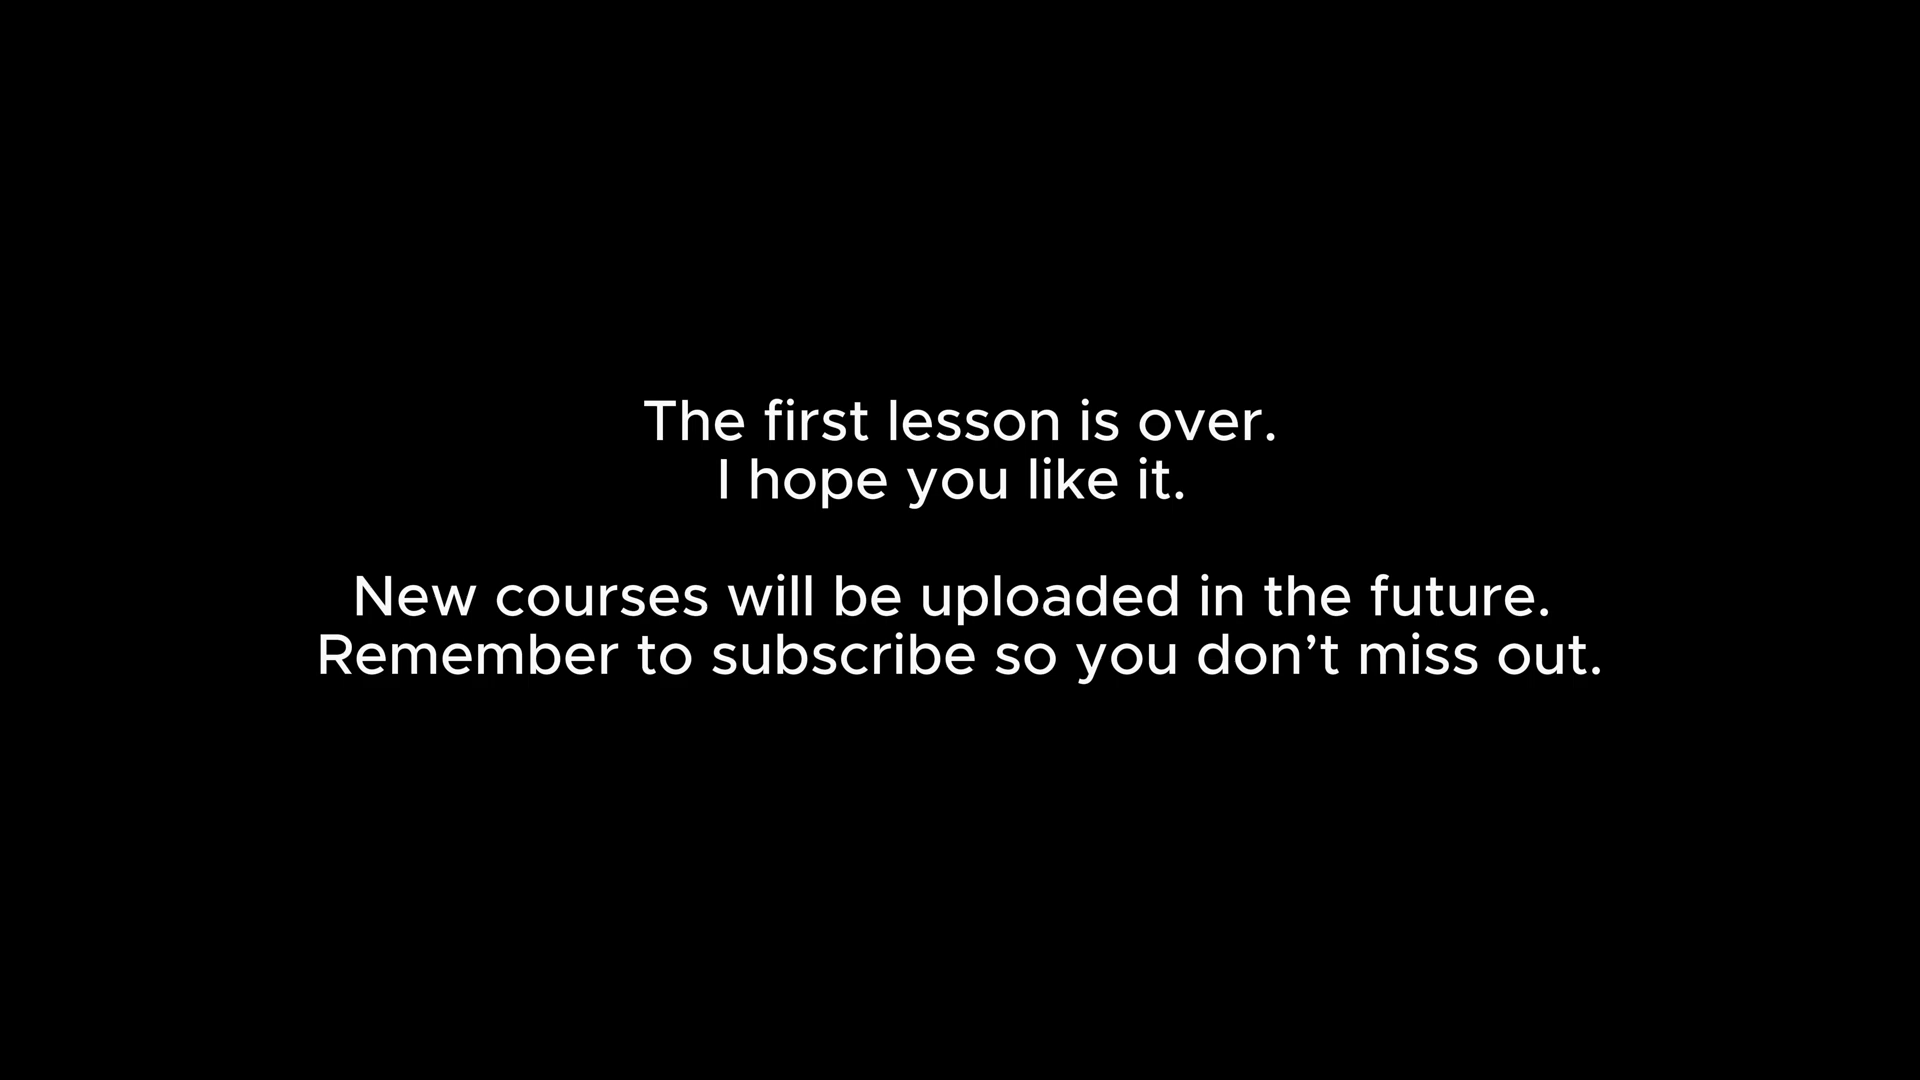 The first lesson is over.
I hope you like it.
New courses will be uploaded in the future.
Remember to subscribe so you don’t miss out.